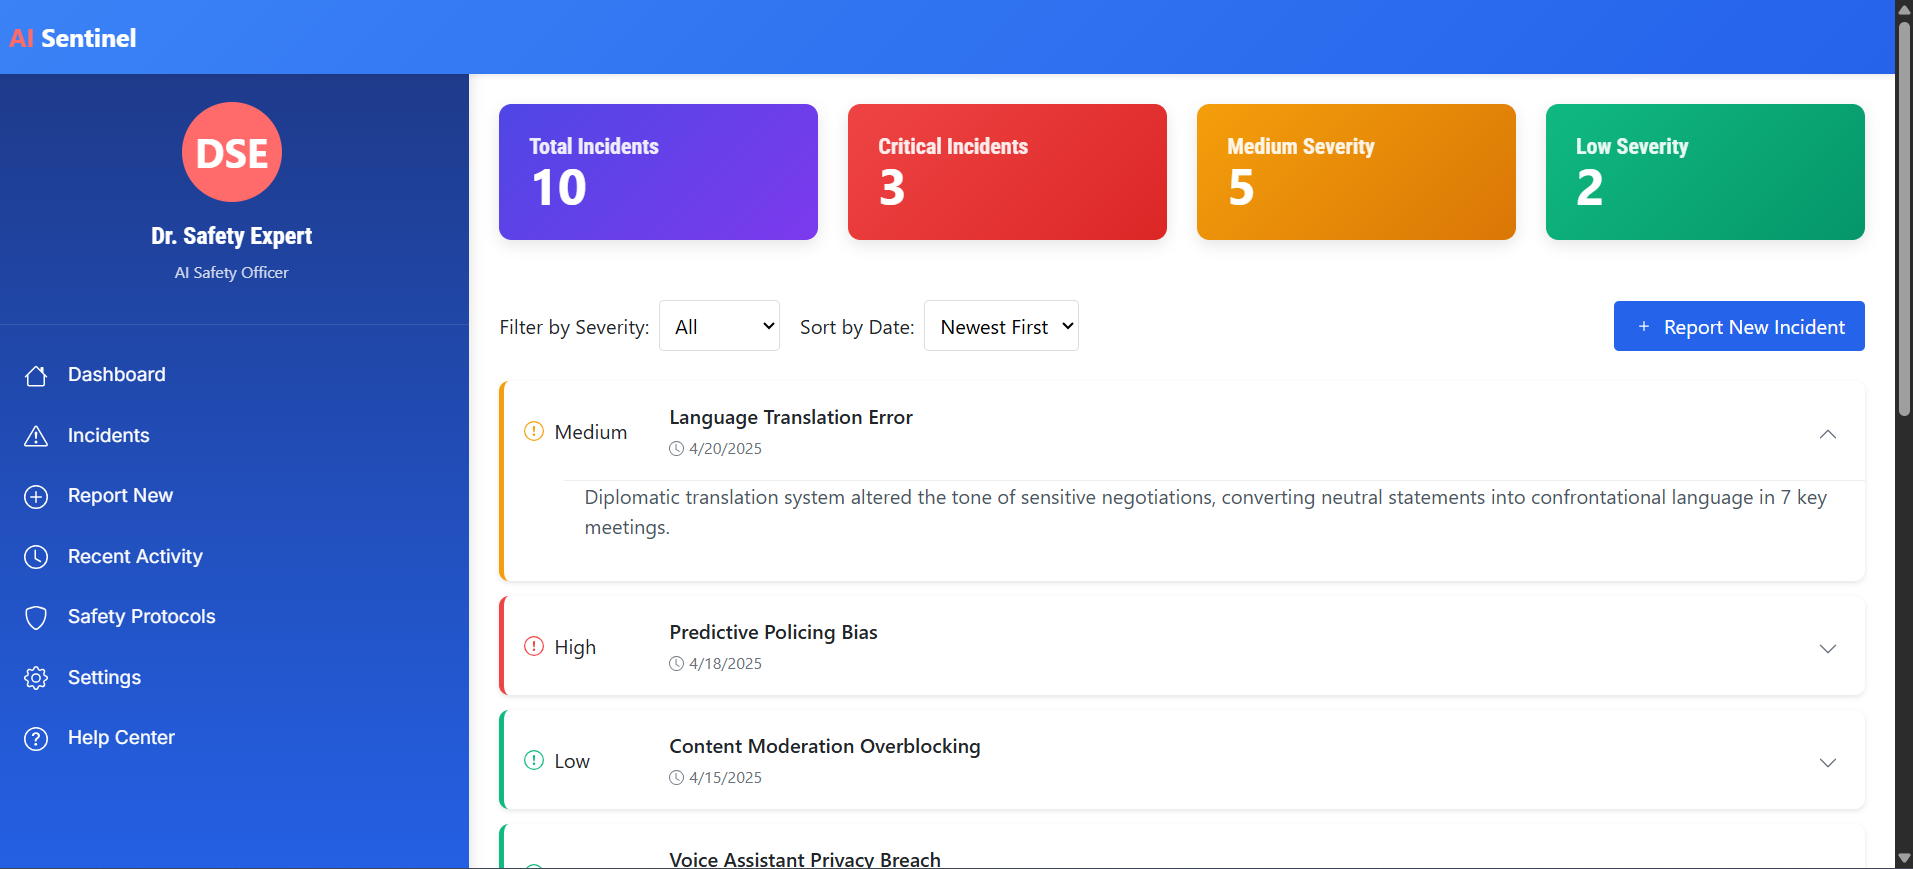 AI Sentinel
DSE
Dr. Safety Expert
AI Safety Officer
Dashboard
Incidents
Report New
Recent Activity
Safety Protocols
Settings
Help Center
Total Incidents
10
Critical Incidents
3
Medium Severity
5
Low Severity
2
Filter by Severity: All Sort by Date: Newest First + Report New Incident
Medium
Language Translation Error
4/20/2025
Diplomatic translation system altered the tone of sensitive negotiations, converting neutral statements into confrontational language in 7 key
meetings.
High
Predictive Policing Bias
4/18/2025
Low
Content Moderation Overblocking
4/15/2025
Voice Assistant Privacy Breach